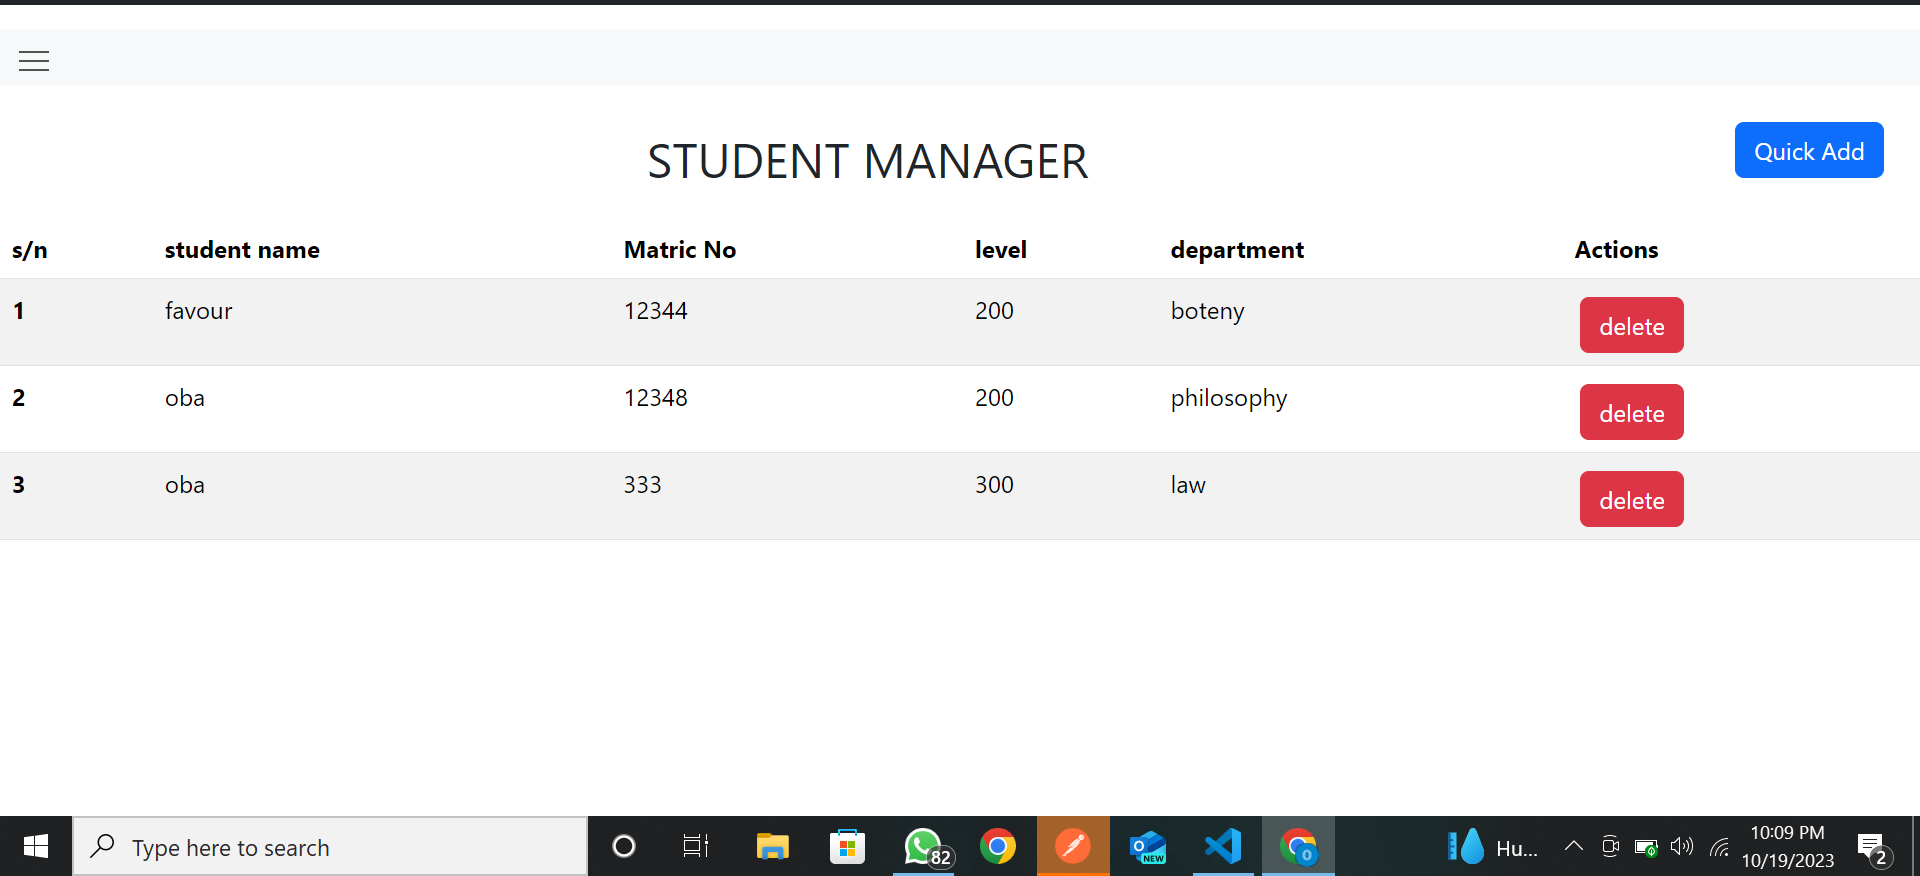 STUDENT MANAGER
Quick Add
s/n student name Matric No level department Actions
1 favour 12344 200 boteny delete
2 oba 12348 200 philosophy delete
3 oba 333 300 law delete
Type here to search
82
O
NEW
0
Hu...
10:09 PM
10/19/2023
2